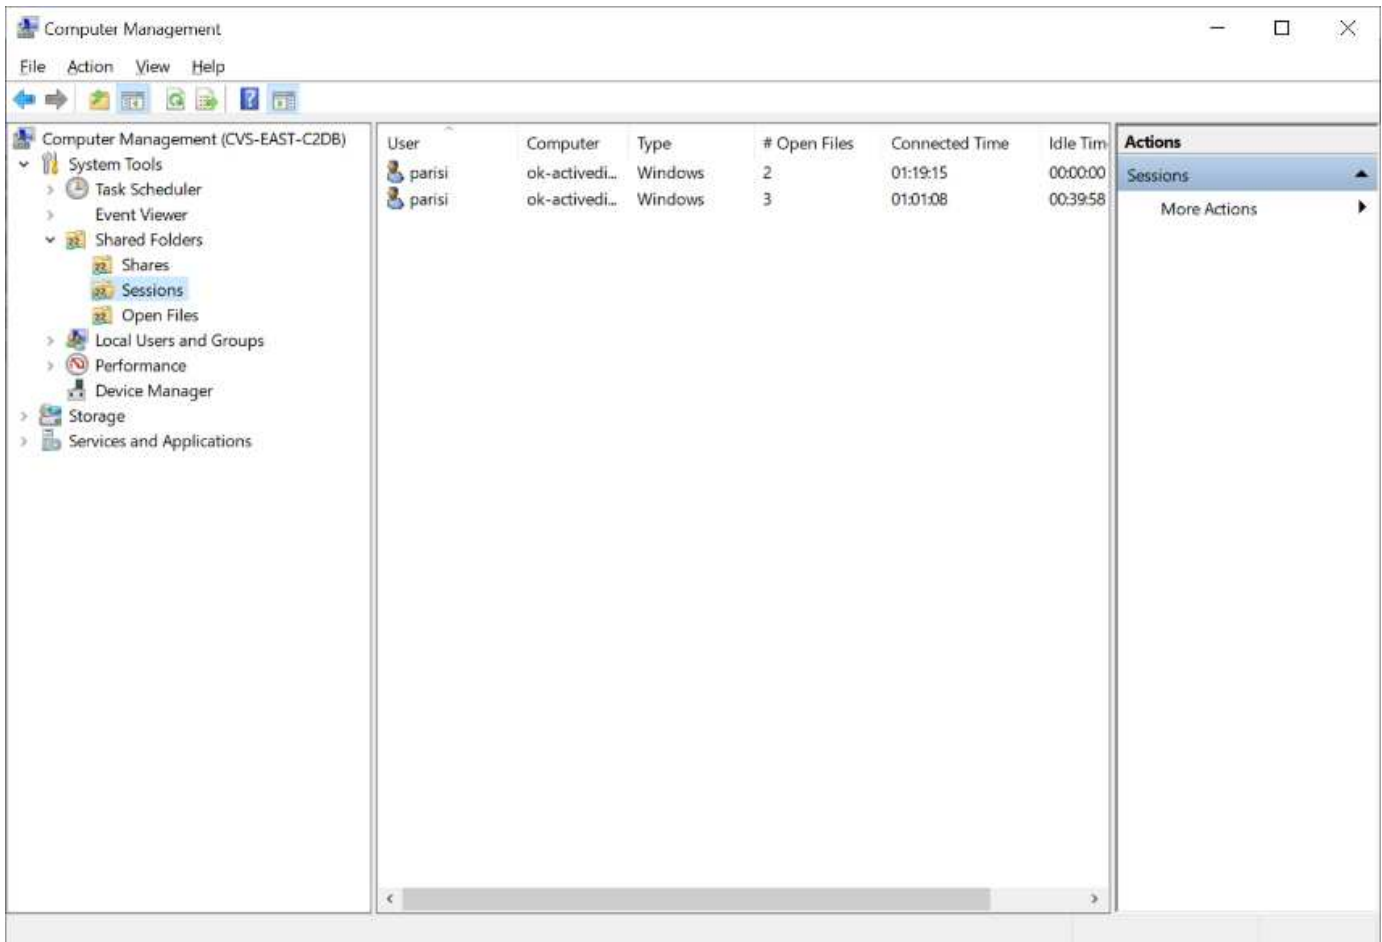 Computer Management
File Action View Help
Computer Management (CVS-EAST-C2DB)
System Tools
Task Scheduler
Event Viewer
Shared Folders
Shares
Sessions
Open Files
Local Users and Groups
Performance
Device Manager
Storage
Services and Applications
User Computer Type # Open Files Connected Time Idle Tim
parisi ok-activedi... Windows 2 01:19:15 00:00:00
parisi ok-activedi... Windows 3 01:01:08 00:39:58
Actions
Sessions
More Actions